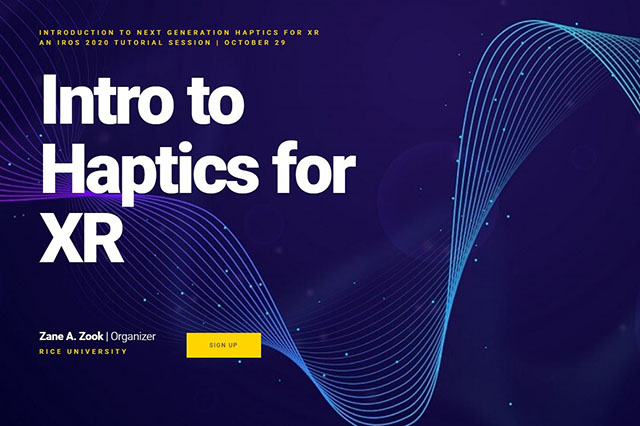 INTRODUCTION TO NEXT GENERATION HAPTICS FOR XR
AN IROS 2020 TUTORIAL SESSION | OCTOBER 29
Intro to
Haptics for
XR
Zane A. Zook | Organizer
RICE UNIVERSITY
SIGN UP